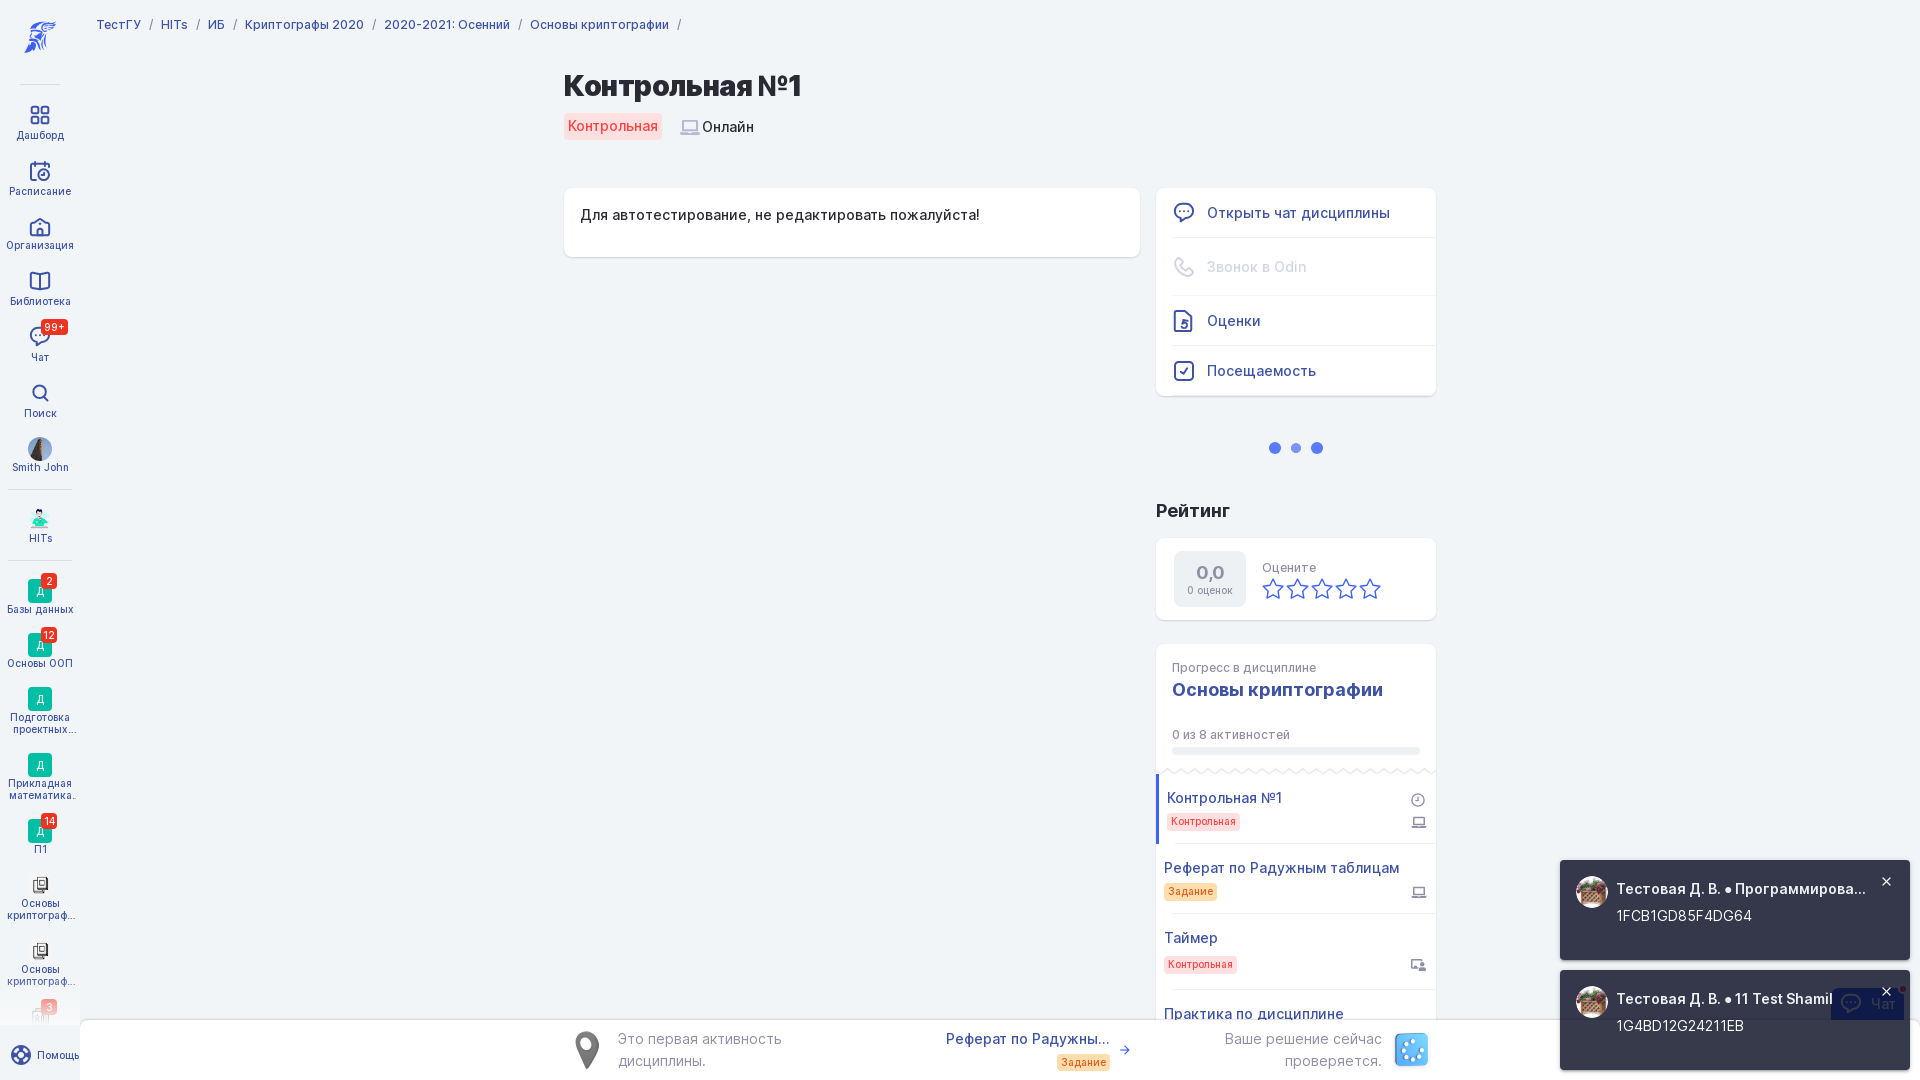 ТестГУ / HITs / ИБ / Криптографы 2020 / 2020-2021: Осенний / Основы криптографии /
Контрольная №1
Контрольная
Онлайн
Дашборд
Расписание
Организация
Библиотека
99+
Чат
Поиск
Smith John
HITs
Д
2
Базы данных
Д
12
Основы ООП
Д
Подготовка
проектных...
Д
Прикладная
математика.
Д
14
П1
Основы
криптограф...
Основы
криптограф...
3
Помощь
Для автотестирование, не редактировать пожалуйста!
Открыть чат дисциплины
Звонок в Odin
Оценки
Посещаемость
Рейтинг
0,0
0 оценок
Оцените
Прогресс в дисциплине
Основы криптографии
0 из 8 активностей
Контрольная №1
Контрольная
Реферат по Радужным таблицам
Задание
Таймер
Контрольная
Практика по дисциплине
Это первая активность
дисциплины.
Реферат по Радужны...
Задание
Ваше решение сейчас
проверяется.
Тестовая Д. В. ● Программирова...
1FCB1GD85F4DG64
Тестовая Д. В. ● 11 Test Shamil
1G4BD12G24211EB
Чат